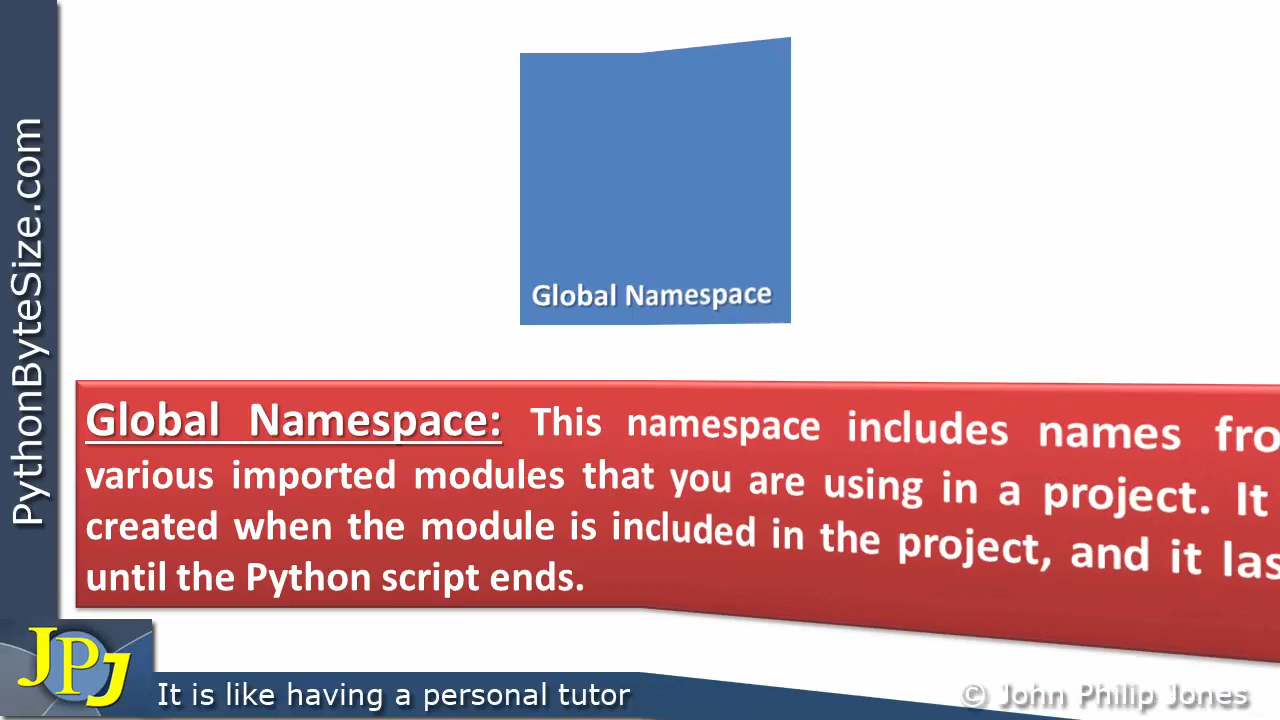 PythonByteSize.com
Global Namespace
Global Namespace: This namespace includes names fro
various imported modules that you are using in a project. It
created when the module is included in the project, and it las
until the Python script ends.
JPJ
It is like having a personal tutor
© John Philip Jones